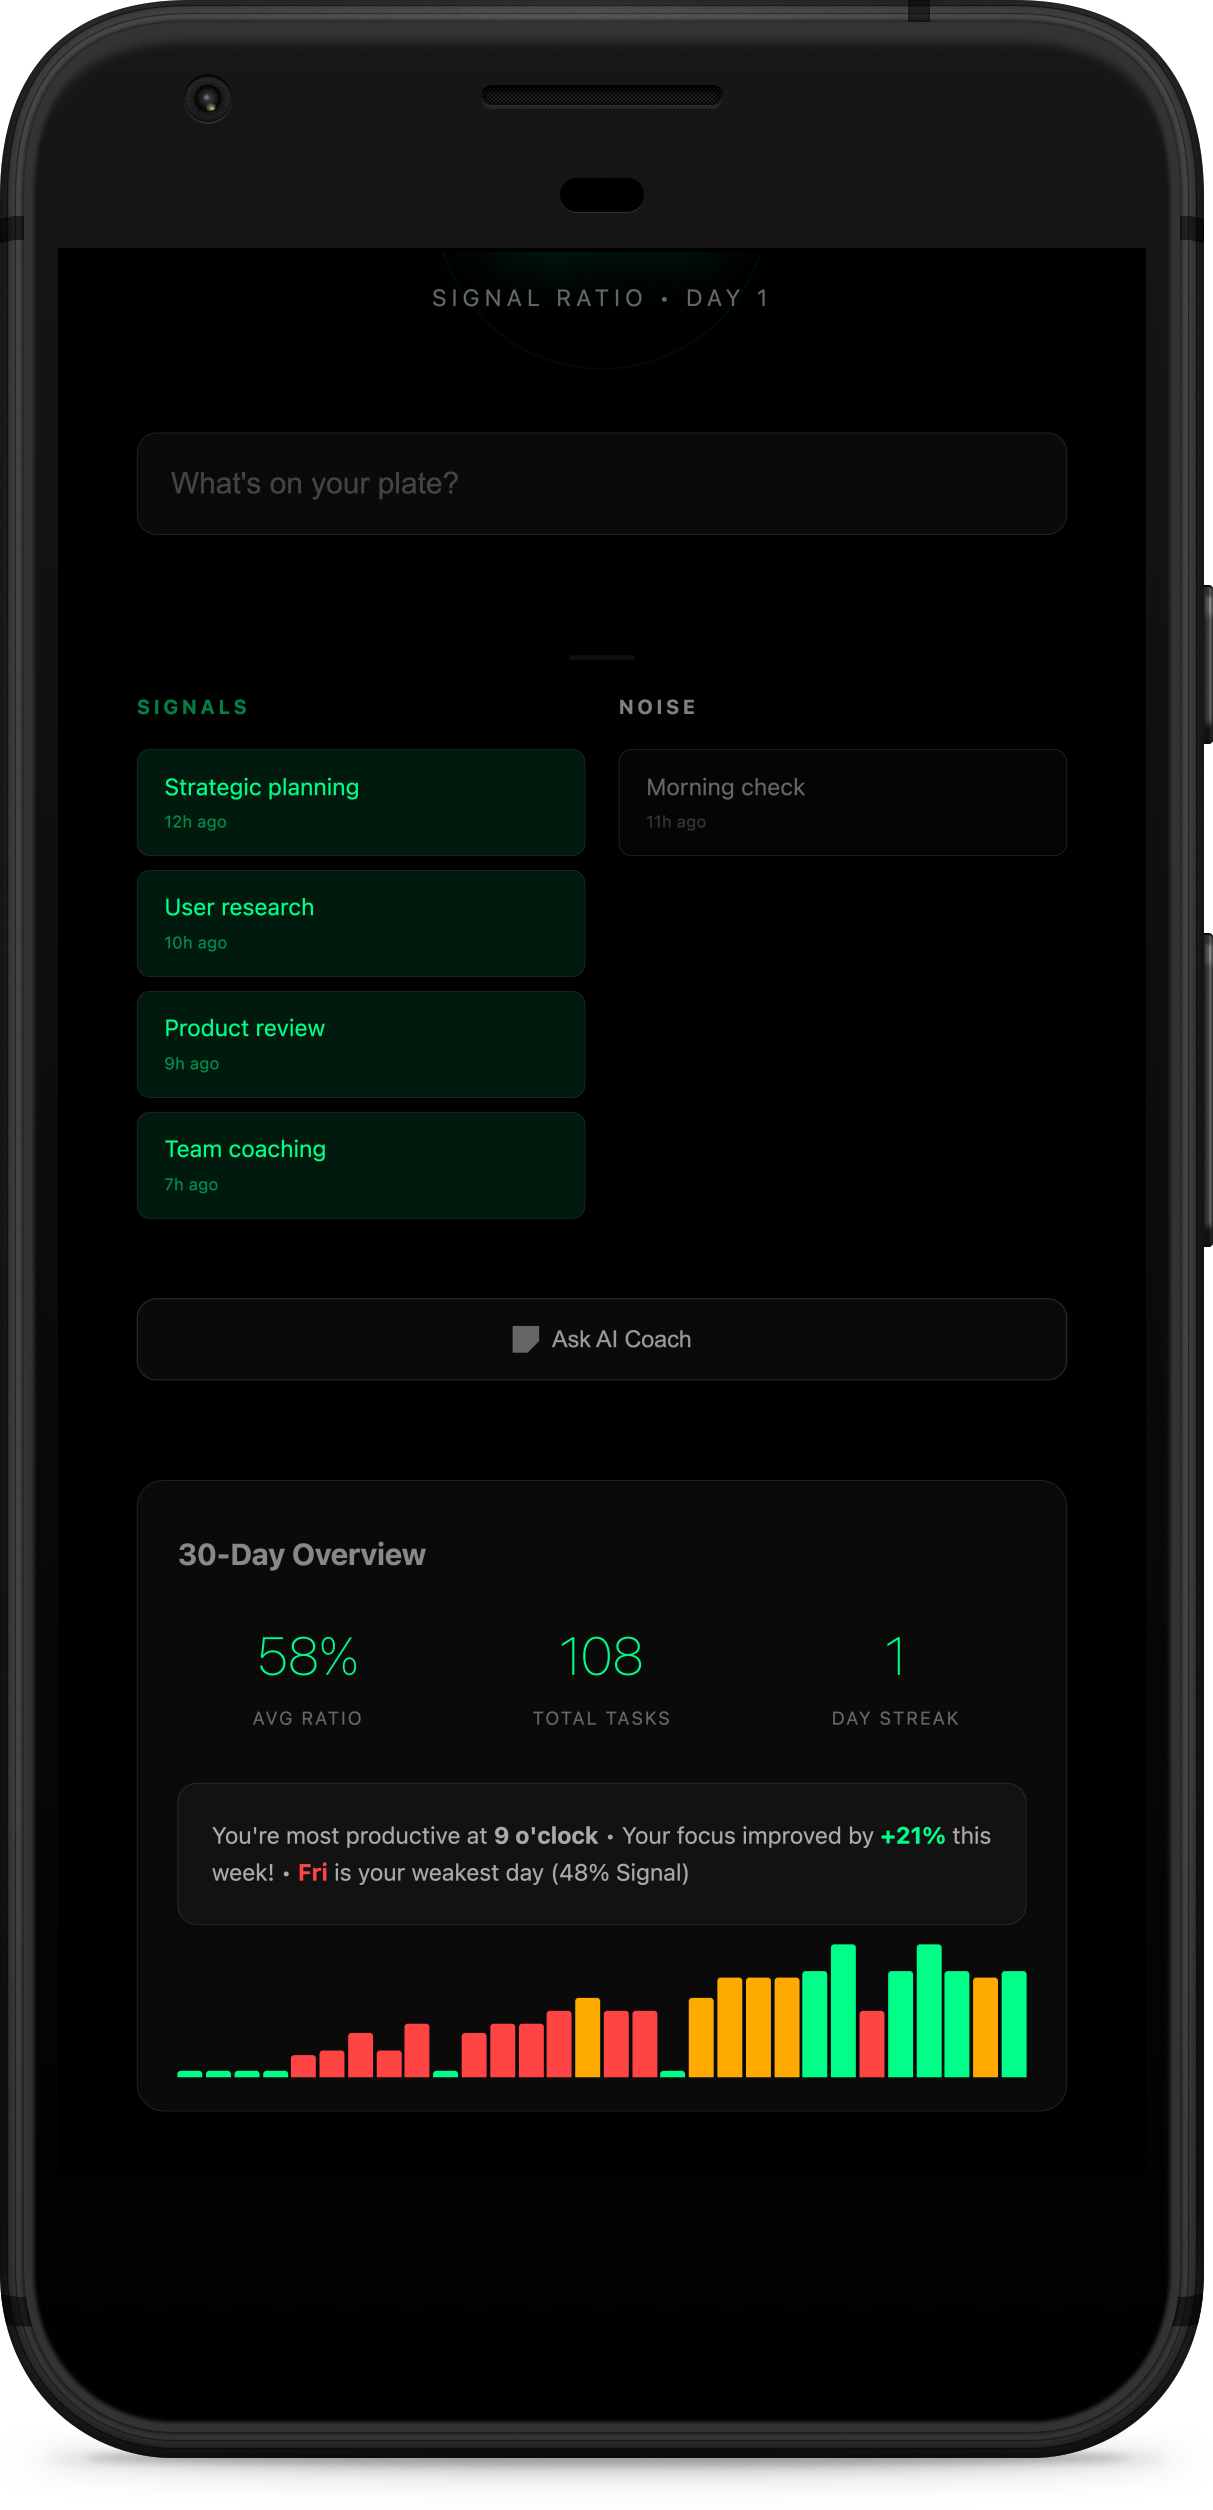 SIGNAL RATIO • DAY 1
What's on your plate?
SIGNALS
Strategic planning
12h ago
User research
10h ago
Product review
9h ago
Team coaching
7h ago
NOISE
Morning check
11h ago
Ask AI Coach
30-Day Overview
58%
AVG RATIO
108
TOTAL TASKS
1
DAY STREAK
You're most productive at 9 o'clock • Your focus improved by +21% this
week! • Fri is your weakest day (48% Signal)